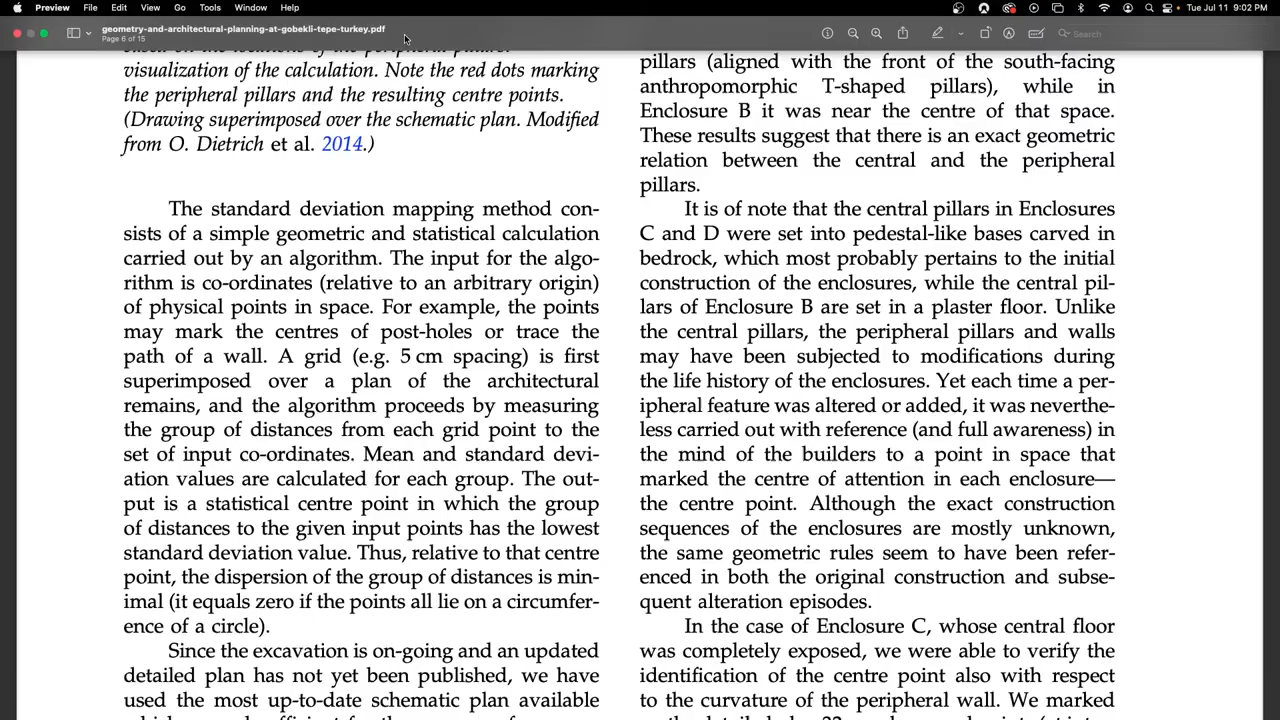 Preview File Edit View Go Tools Window Help
Tue Jul 11 9:02 PM
geometry-and-architectural-planning-at-gobekli-tepe-turkey.pdf
Page 6 of 15
Search
visualization of the calculation. Note the red dots marking
the peripheral pillars and the resulting centre points.
(Drawing superimposed over the schematic plan. Modified
from O. Dietrich et al. 2014.)
The standard deviation mapping method con-
sists of a simple geometric and statistical calculation
carried out by an algorithm. The input for the algo-
rithm is co-ordinates (relative to an arbitrary origin)
of physical points in space. For example, the points
may mark the centres of post-holes or trace the
path of a wall. A grid (e.g. 5 cm spacing) is first
superimposed over a plan of the architectural
remains, and the algorithm proceeds by measuring
the group of distances from each grid point to the
set of input co-ordinates. Mean and standard devi-
ation values are calculated for each group. The out-
put is a statistical centre point in which the group
of distances to the given input points has the lowest
standard deviation value. Thus, relative to that centre
point, the dispersion of the group of distances is min-
imal (it equals zero if the points all lie on a circumfer-
ence of a circle).
Since the excavation is on-going and an updated
detailed plan has not yet been published, we have
used the most up-to-date schematic plan available
pillars (aligned with the front of the south-facing
anthropomorphic T-shaped pillars), while in
Enclosure B it was near the centre of that space.
These results suggest that there is an exact geometric
relation between the central and the peripheral
pillars.
It is of note that the central pillars in Enclosures
C and D were set into pedestal-like bases carved in
bedrock, which most probably pertains to the initial
construction of the enclosures, while the central pil-
lars of Enclosure B are set in a plaster floor. Unlike
the central pillars, the peripheral pillars and walls
may have been subjected to modifications during
the life history of the enclosures. Yet each time a per-
ipheral feature was altered or added, it was neverthe-
less carried out with reference (and full awareness) in
the mind of the builders to a point in space that
marked the centre of attention in each enclosure—
the centre point. Although the exact construction
sequences of the enclosures are mostly unknown,
the same geometric rules seem to have been refer-
enced in both the original construction and subse-
quent alteration episodes.
In the case of Enclosure C, whose central floor
was completely exposed, we were able to verify the
identification of the centre point also with respect
to the curvature of the peripheral wall. We marked